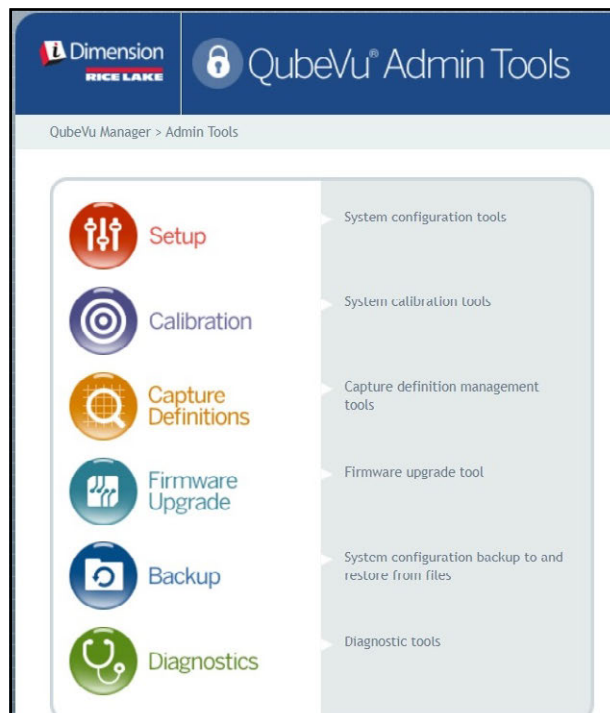 i Dimension
RICE LAKE
QubeVu® Admin Tools
QubeVu Manager > Admin Tools
Setup
System configuration tools
Calibration
System calibration tools
Capture
Definitions
Capture definition management
tools
Firmware
Upgrade
Firmware upgrade tool
Backup
System configuration backup to and
restore from files
Diagnostics
Diagnostic tools